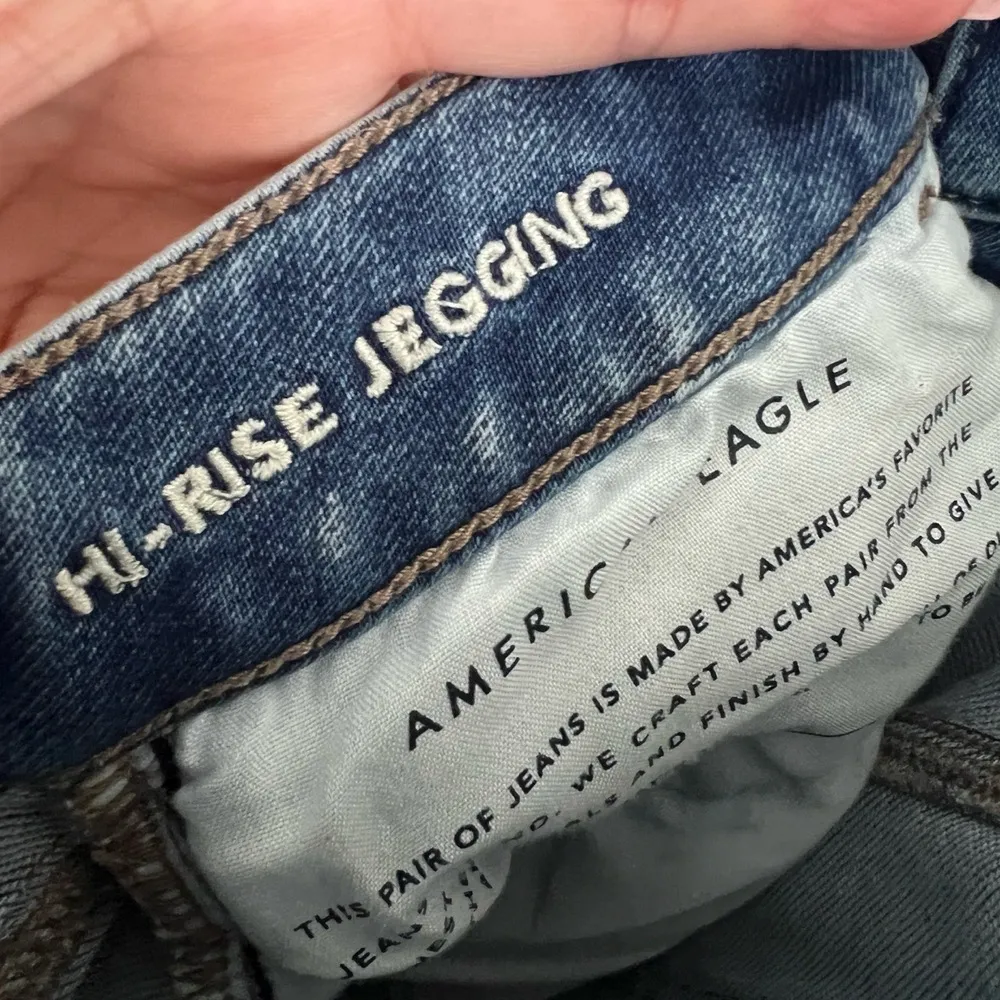 HI-RISE JEGGING
AMERIC EAGLE
THIS PAIR OF JEANS IS MADE BY AMERICA'S FAVORITE
WE CRAFT EACH PAIR FROM THE
AND FINISH BY HAND TO GIVE
TO